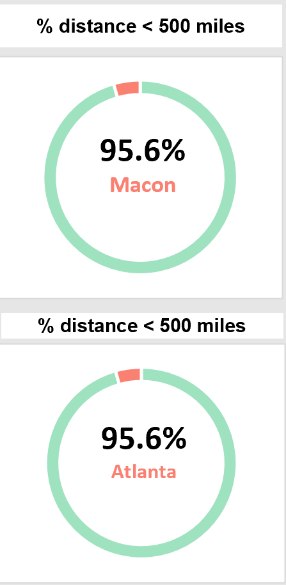 % distance < 500 miles
95.6%
Macon
% distance < 500 miles
95.6%
Atlanta